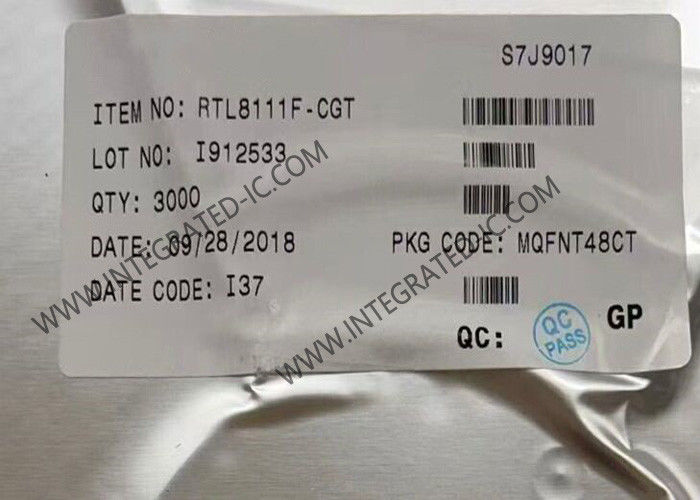 S7J9017
ITEM NO: RTL8111F-CGT
LOT NO: I912533
QTY: 3000
DATE: 09/28/2018 PKG CODE: MQFNT48CT
DATE CODE: I37
QC: QC PASS GP
WWW.INTEGRATED-IC.COM
WWW.INTEGRATED-IC.COM